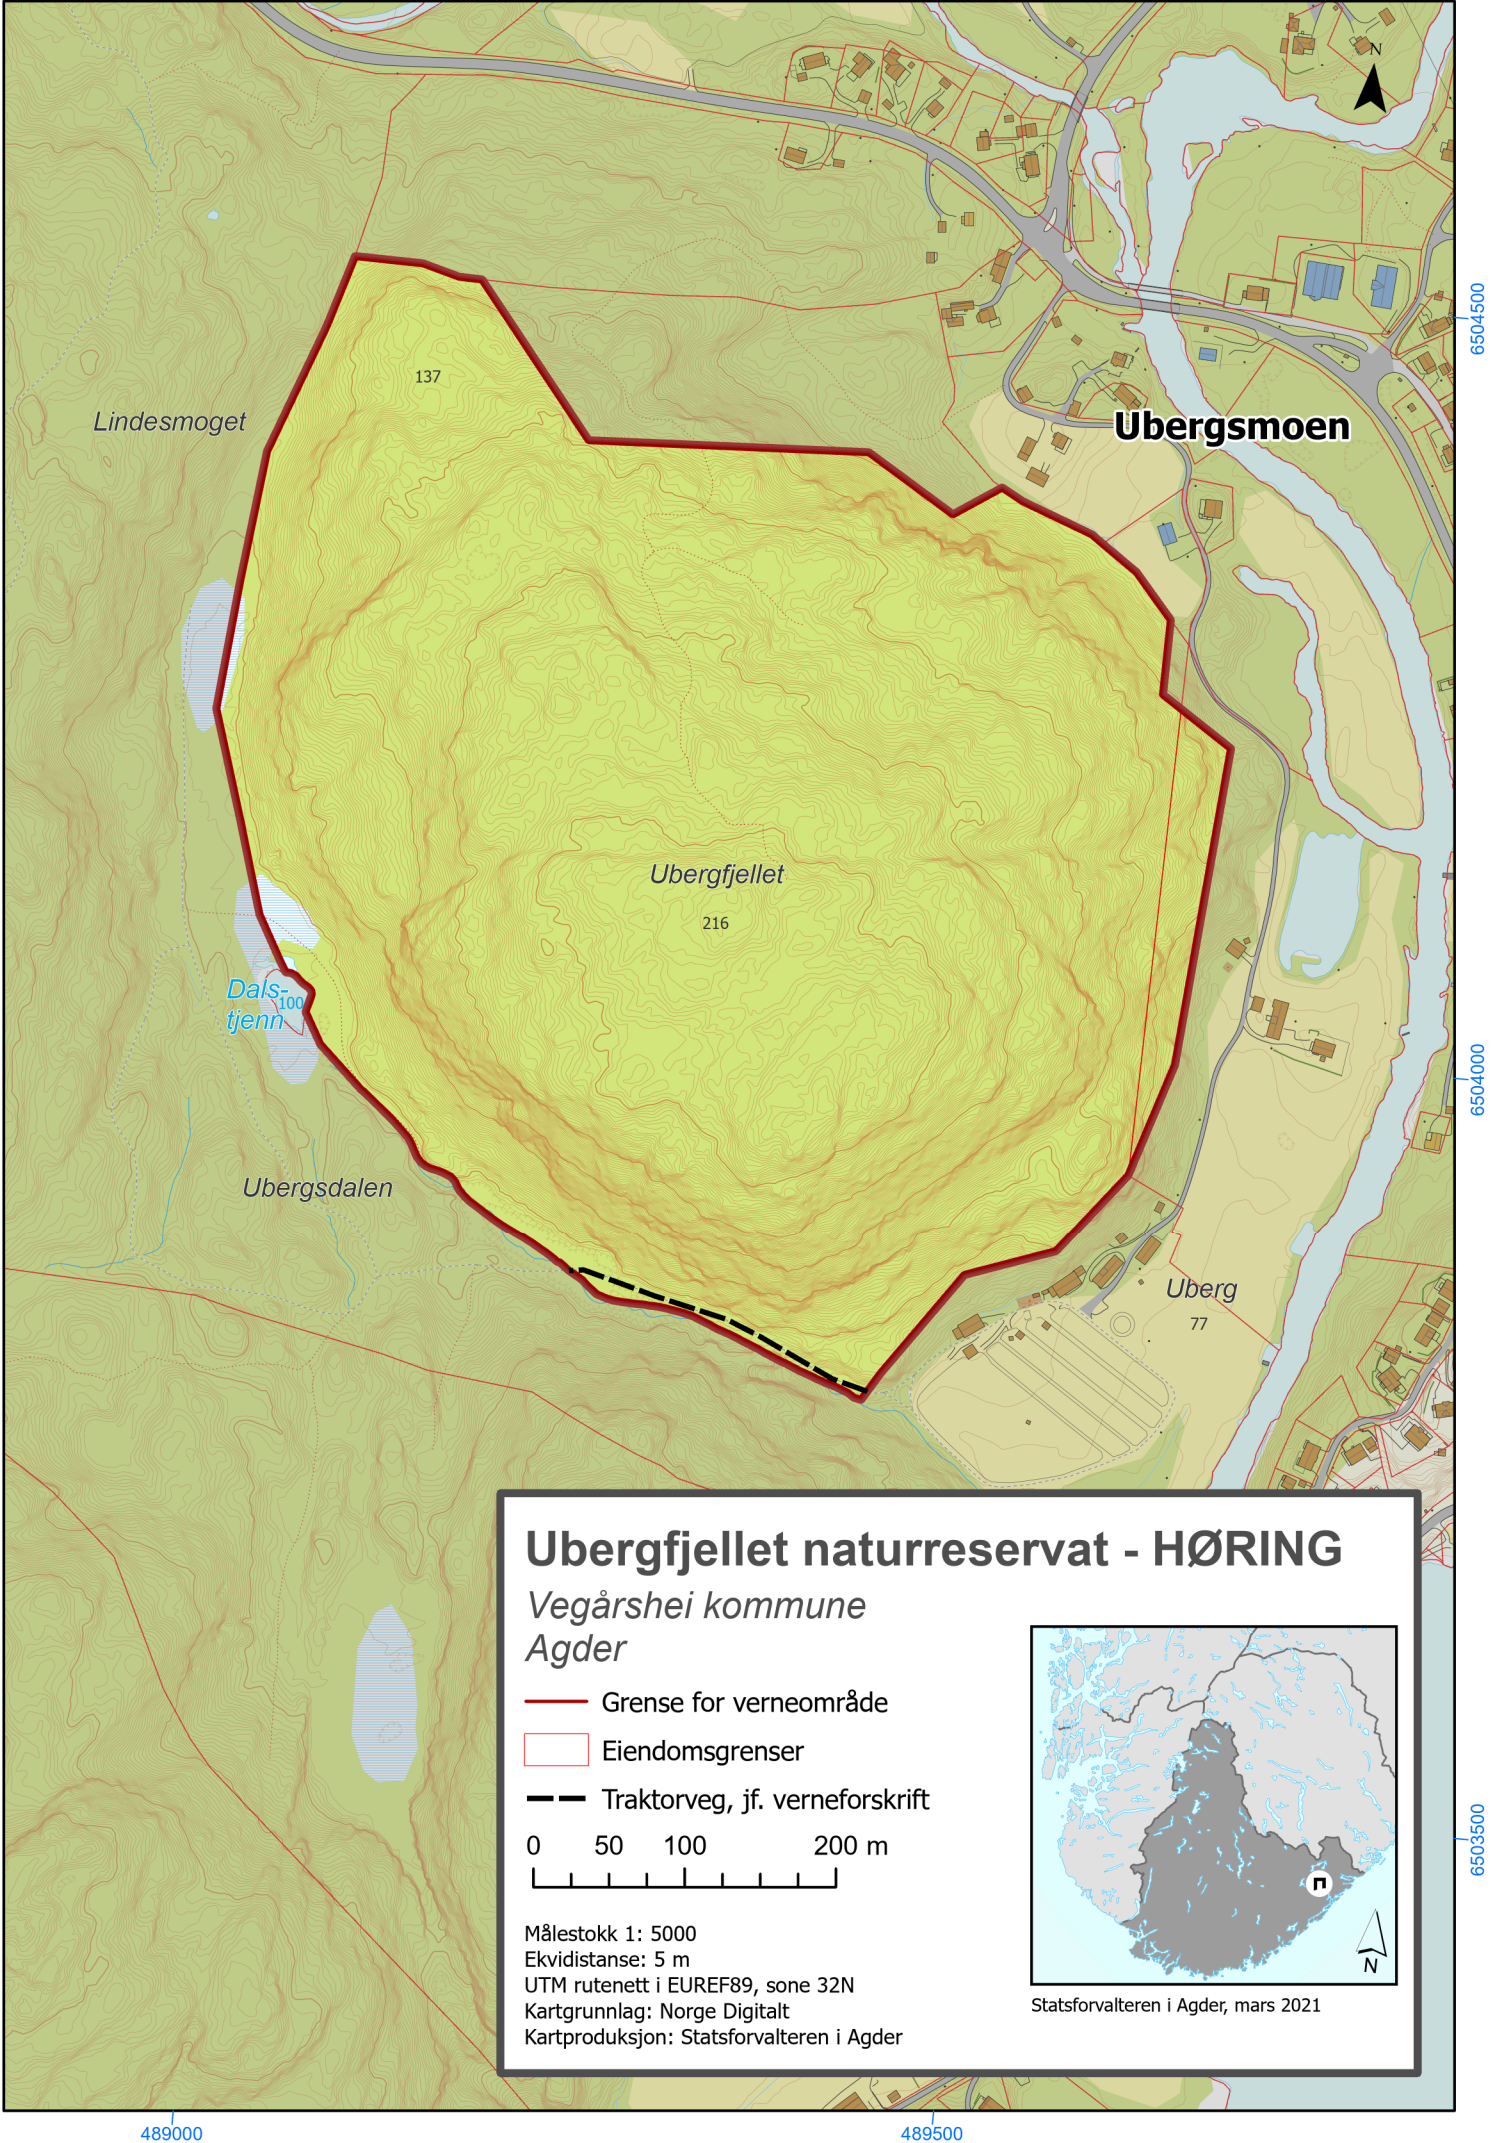 N
6504500
137
Lindesmoget
Ubergsmoen
Ubergfjellet
216
Dals-
100
tjenn
6504000
Ubergsdalen
Uberg
77
Ubergfjellet naturreservat - HØRING
Vegårshei kommune
Agder
Grense for verneområde
Eiendomsgrenser
Traktorveg, jf. verneforskrift
0 50 100 200 m
6503500
Målestokk 1: 5000
Ekvidistanse: 5 m
UTM rutenett i EUREF89, sone 32N
Kartgrunnlag: Norge Digitalt
Kartproduksjon: Statsforvalteren i Agder
N
Statsforvalteren i Agder, mars 2021
489000
489500